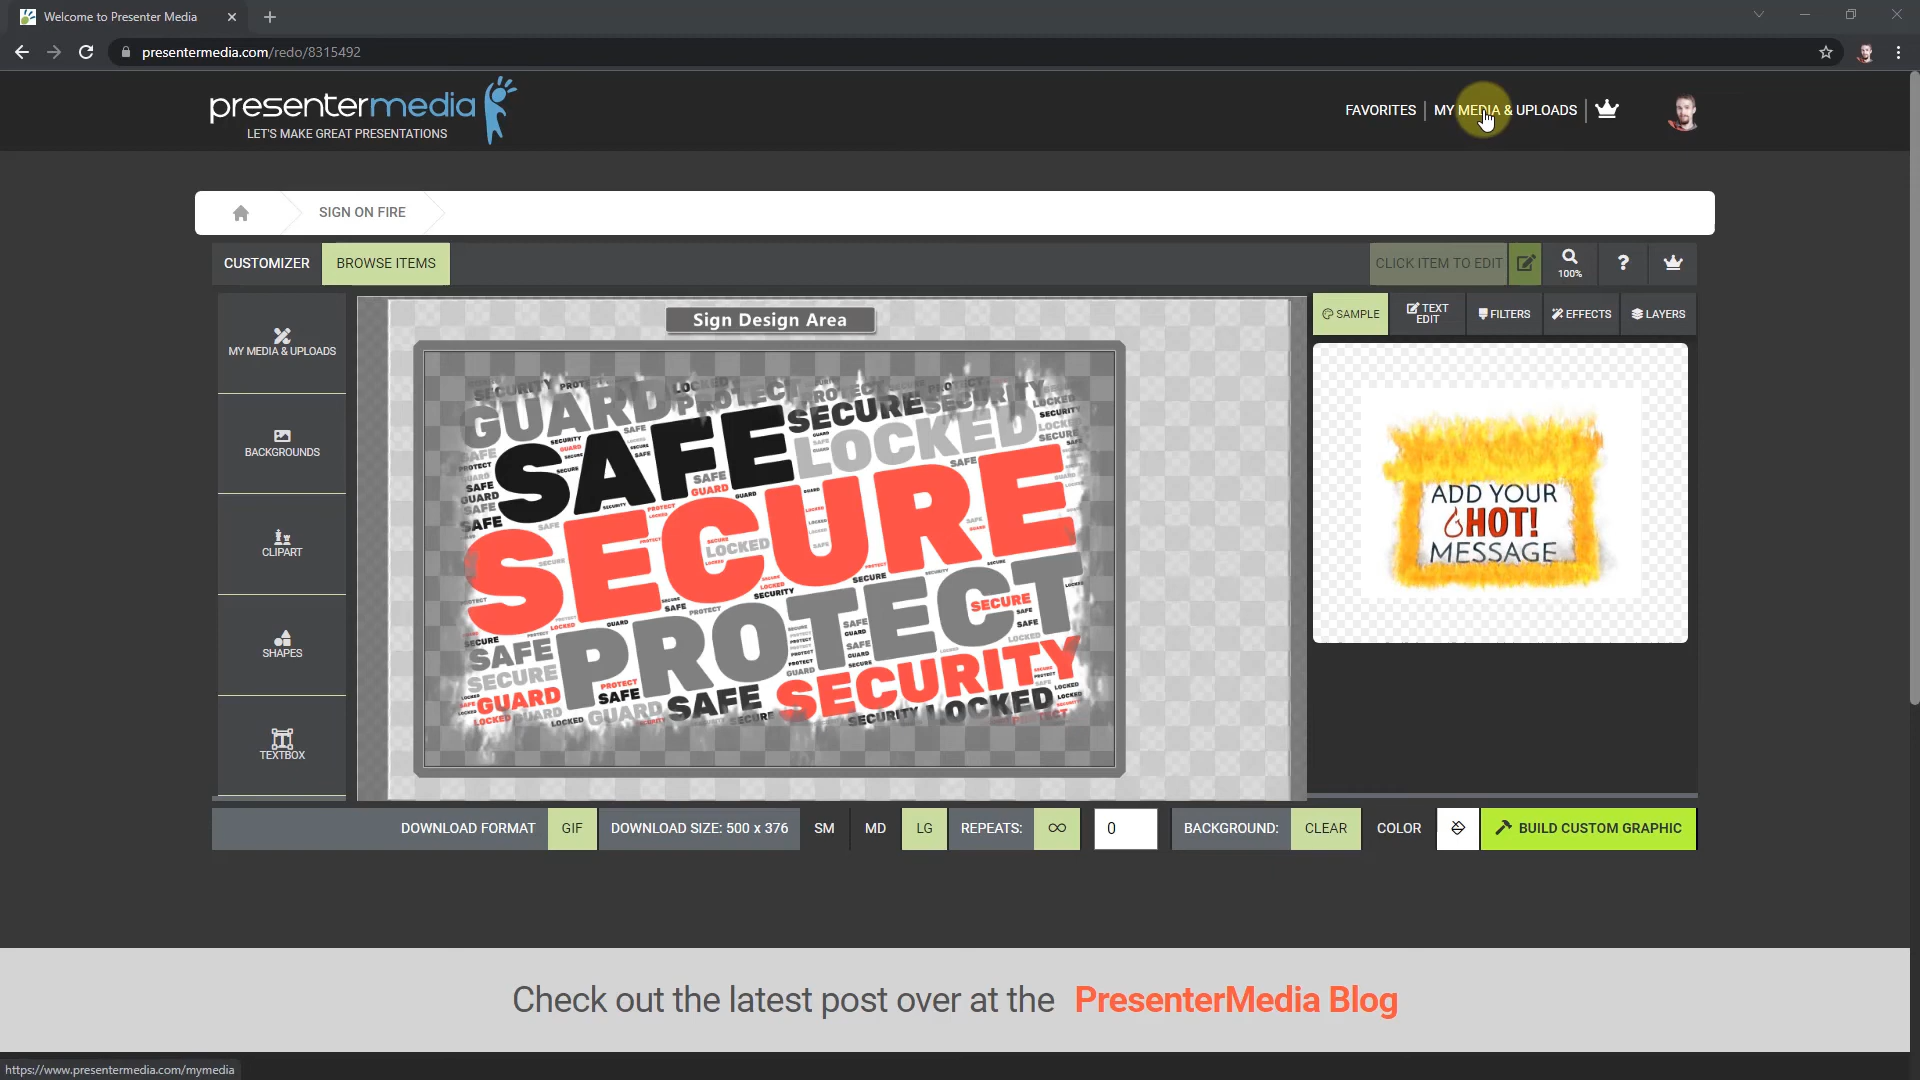 Welcome to Presenter Media
presentermedia.com/redo/8315492
presentermedia
LET'S MAKE GREAT PRESENTATIONS
FAVORITES
MY MEDIA & UPLOADS
SIGN ON FIRE
CUSTOMIZER
BROWSE ITEMS
CLICK ITEM TO EDIT
100%
?
MY MEDIA & UPLOADS
BACKGROUNDS
CLIPART
SHAPES
TEXTBOX
Sign Design Area
GUARD
SAFE
SECURE
LOCKED
SECURE
PROTECT
SAFE
SECURE
GUARD
SAFE
SAFE
SECURITY
LOCKED
SECURITY
SAMPLE
TEXT
EDIT
FILTERS
EFFECTS
LAYERS
ADD YOUR
HOT!
MESSAGE
DOWNLOAD FORMAT
GIF
DOWNLOAD SIZE: 500 x 376
SM
MD
LG
REPEATS:
∞
0
BACKGROUND:
CLEAR
COLOR
BUILD CUSTOM GRAPHIC
Check out the latest post over at the PresenterMedia Blog
https://www.presentermedia.com/mymedia